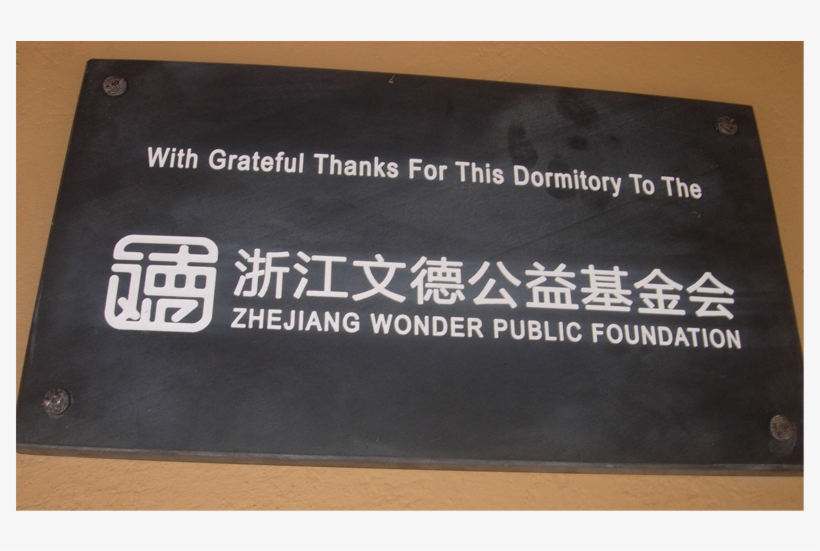 With Grateful Thanks For This Dormitory To The
浙江文德公益基金会
ZHEJIANG WONDER PUBLIC FOUNDATION